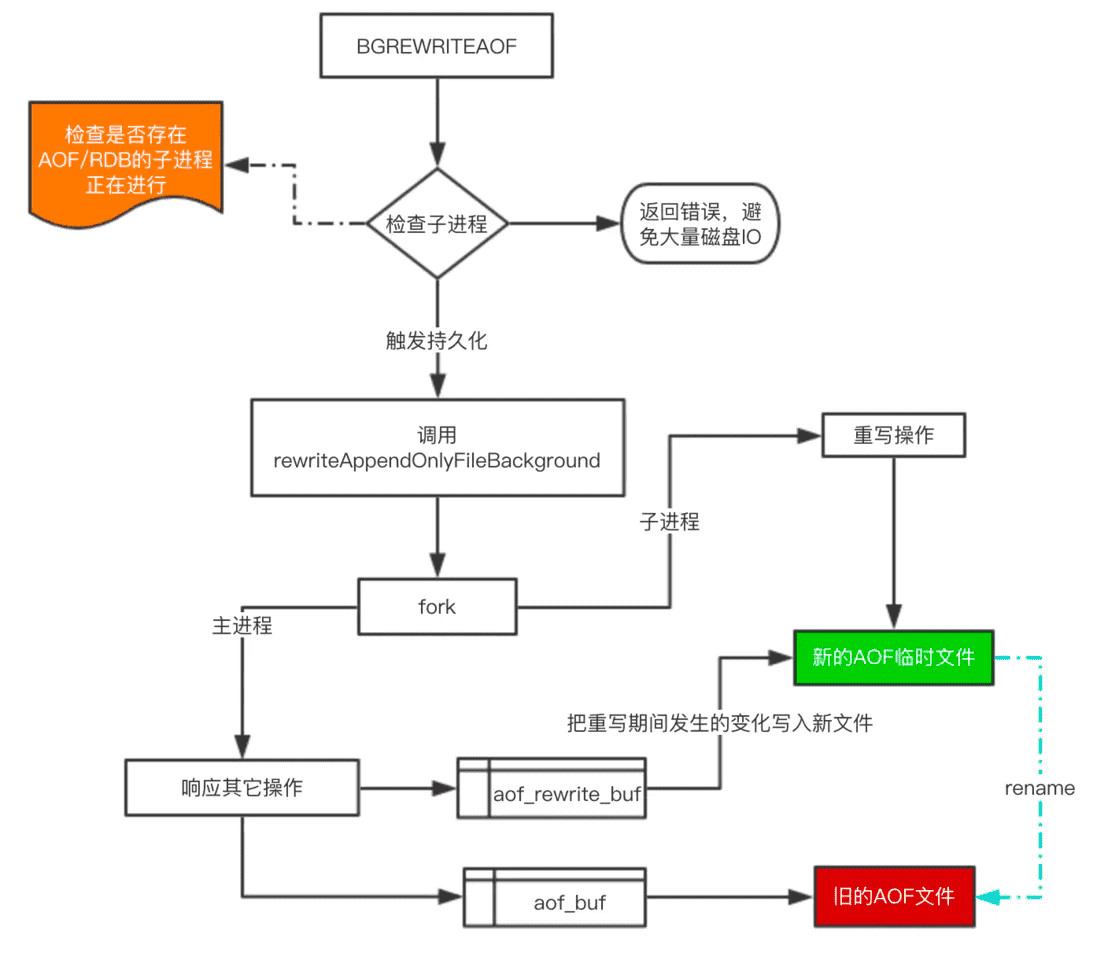 BGREWRITEAOF
检查是否存在
AOF/RDB的子进程
正在进行
检查子进程
返回错误，避
免大量磁盘IO
触发持久化
调用
rewriteAppendOnlyFileBackground
重写操作
子进程
fork
主进程
新的AOF临时文件
把重写期间发生的变化写入新文件
响应其它操作
aof_rewrite_buf
rename
aof_buf
旧的AOF文件